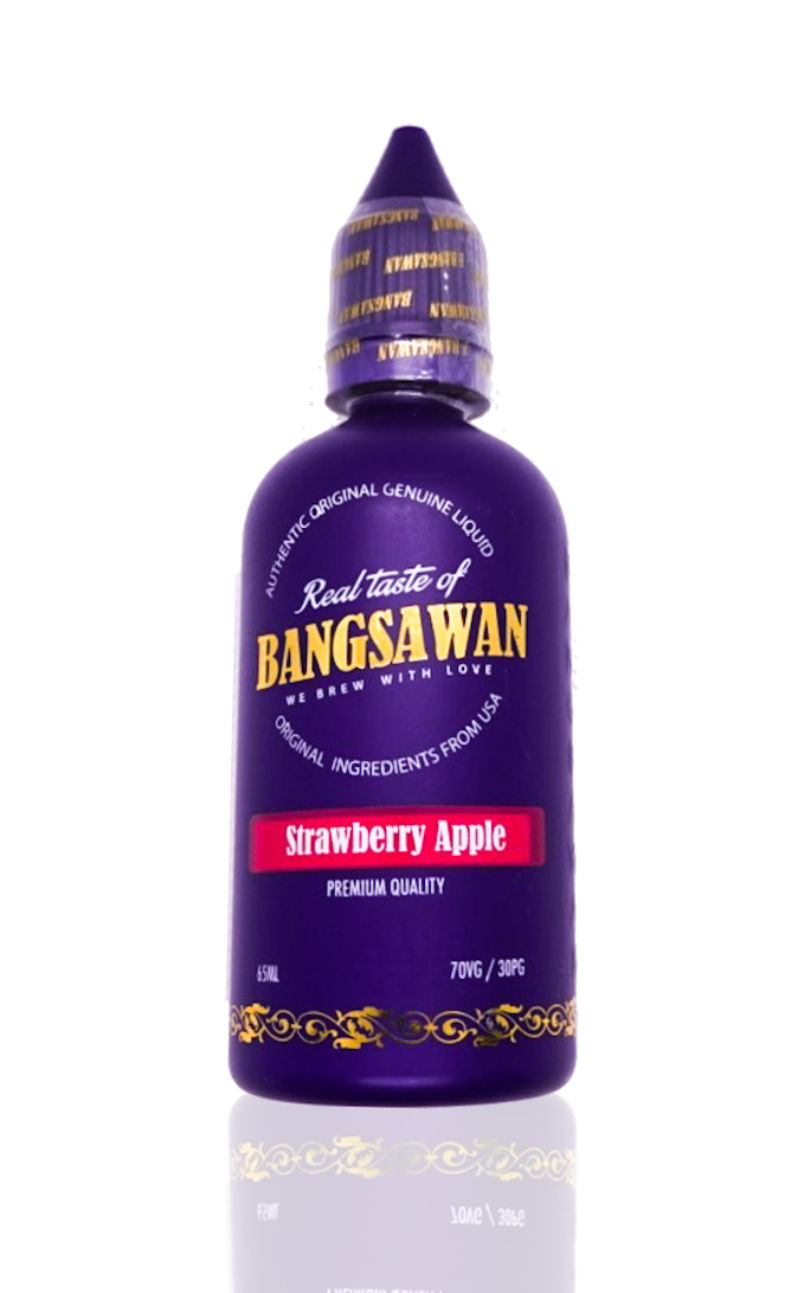 BANGSAWAN
AUTHENTIC ORIGINAL GENUINE LIQUID
Real taste of
BANGSAWAN
WE BREW WITH LOVE
ORIGINAL INGREDIENTS FROM USA
Strawberry Apple
PREMIUM QUALITY
65ML 70VG / 30PG